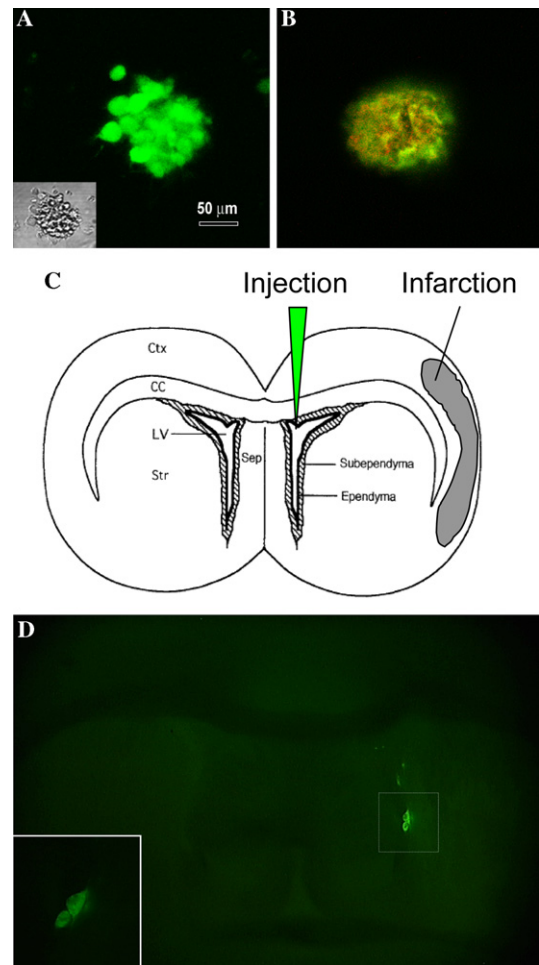 A
B
50 μm
C
Injection
Infarction
Ctx
CC
LV
Sep
Subependyma
Str
Ependyma
D